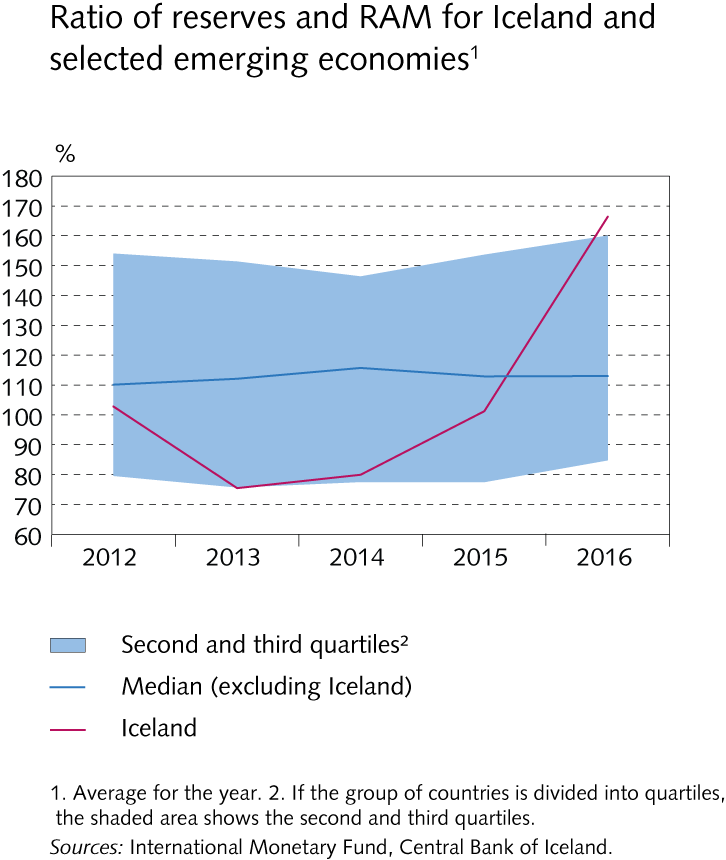 Ratio of reserves and RAM for Iceland and
selected emerging economies¹
%
180
170
160
150
140
130
120
110
100
90
80
70
60
2012 2013 2014 2015 2016
Second and third quartiles²
Median (excluding Iceland)
Iceland
1. Average for the year. 2. If the group of countries is divided into quartiles,
the shaded area shows the second and third quartiles.
Sources: International Monetary Fund, Central Bank of Iceland.